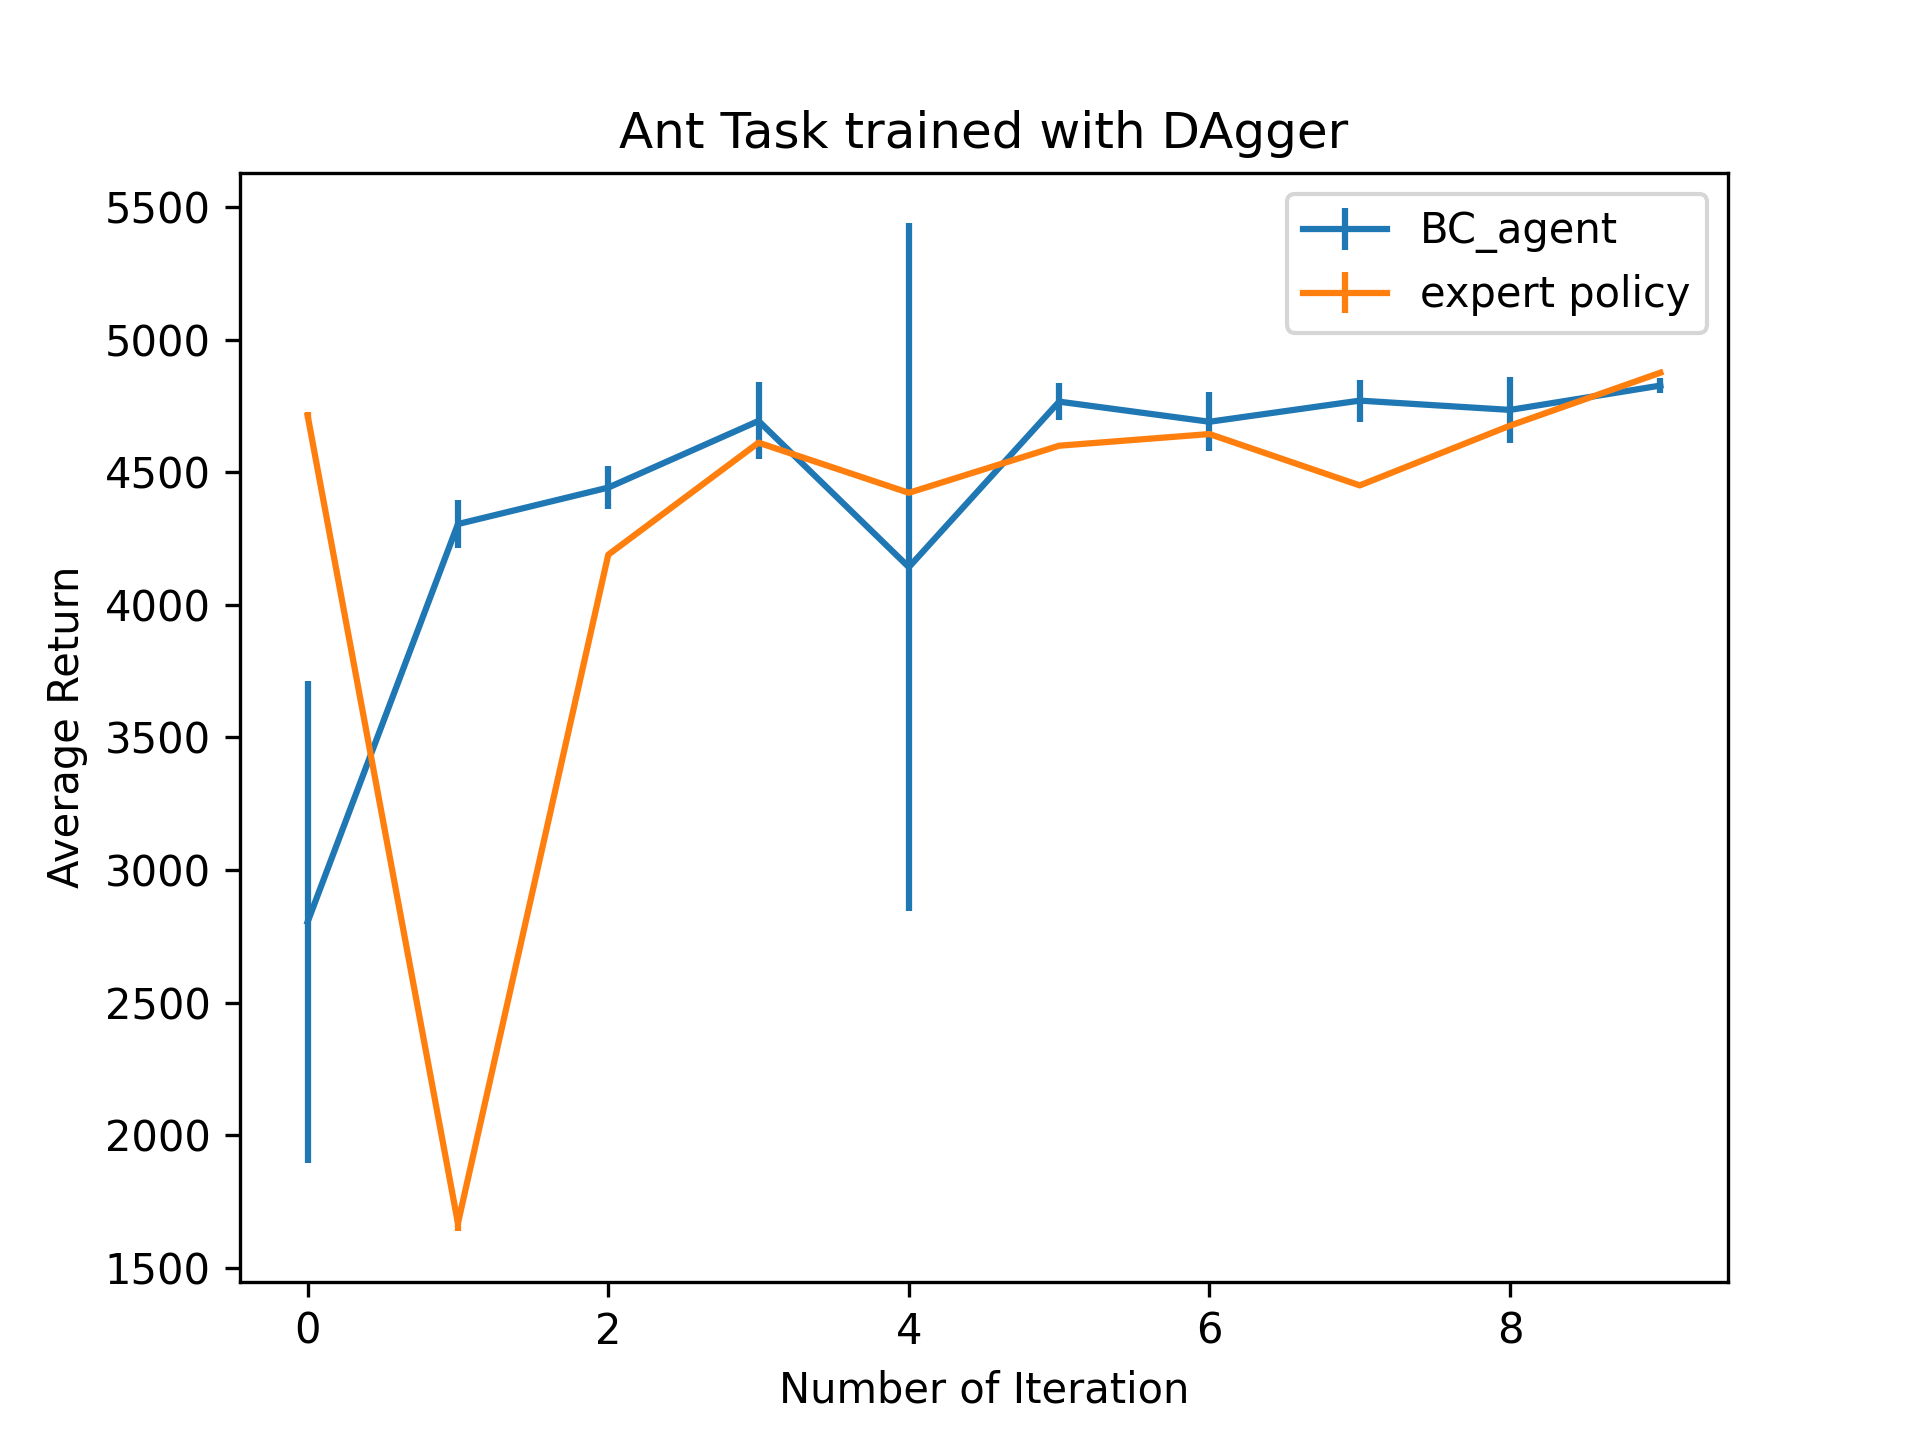 Ant Task trained with DAgger
BC_agent
expert policy
5500
5000
4500
4000
3500
3000
2500
2000
1500
Average Return
0 2 4 6 8
Number of Iteration